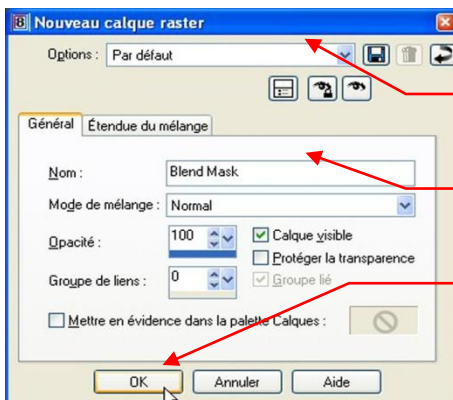 Nouveau calque raster
Options : Par défaut
Général Étendue du mélange
Nom : Blend Mask
Mode de mélange : Normal
Opacité : 100 Calque visible
Protéger la transparence
Groupe de liens : 0 Groupe lié
Mettre en évidence dans la palette Calques :
OK Annuler Aide